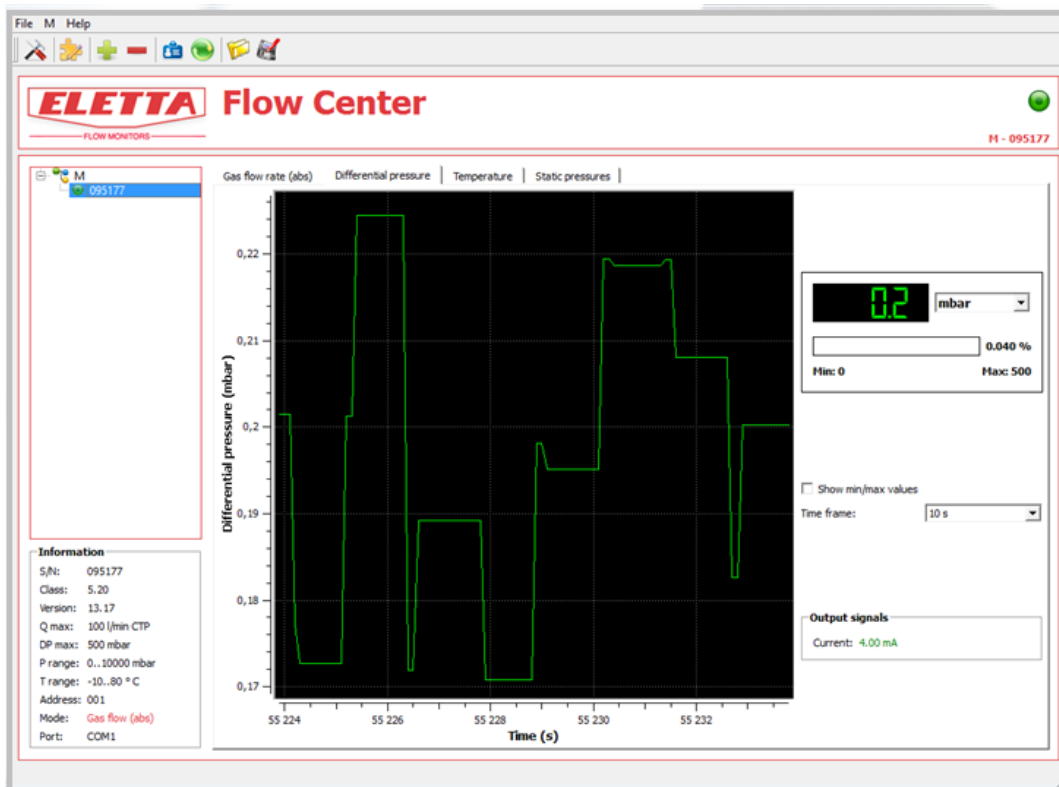 File M Help
ELETTA
FLOW MONITORS
Flow Center
M - 095177
M
095177
Gas flow rate (abs) Differential pressure Temperature Static pressures
Differential pressure (mbar)
0,22
0,21
0,2
0,19
0,18
0,17
55 224 55 226 55 228 55 230 55 232
Time (s)
0.2 mbar
0.040 %
Min: 0 Max: 500
Show min/max values
Time frame: 10 s
Output signals
Current: 4.00 mA
Information
S/N: 095177
Class: 5.20
Version: 13.17
Q max: 100 l/min CTP
DP max: 500 mbar
P range: 0..10000 mbar
T range: -10..80 ° C
Address: 001
Mode: Gas flow (abs)
Port: COM1